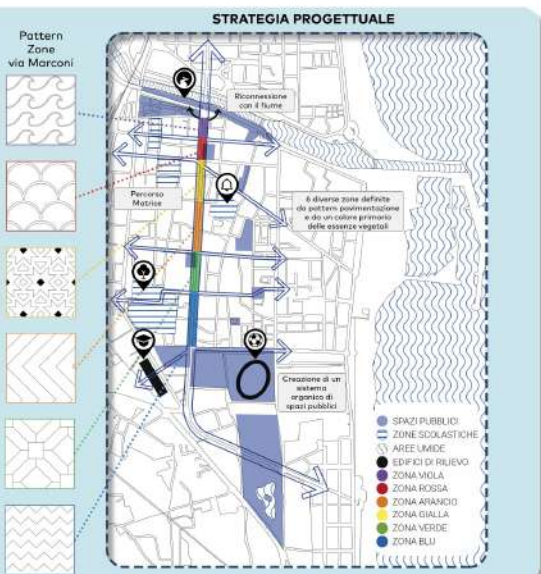 STRATEGIA PROGETTUALE
Pattern
Zone
via Marconi
Riconnessione
con il fiume
Percorso
Matrice
6 diverse zone definite
da pattern pavimentazione
e da un colore primario
delle essenze vegetali
Creazione di un
sistema
organico di
spazi pubblici
SPAZI PUBBLICI
ZONE SCOLASTICHE
AREE UMIDE
EDIFICI DI RILIEVO
ZONA VIOLA
ZONA ROSSA
ZONA ARANCIO
ZONA GIALLA
ZONA VERDE
ZONA BLU